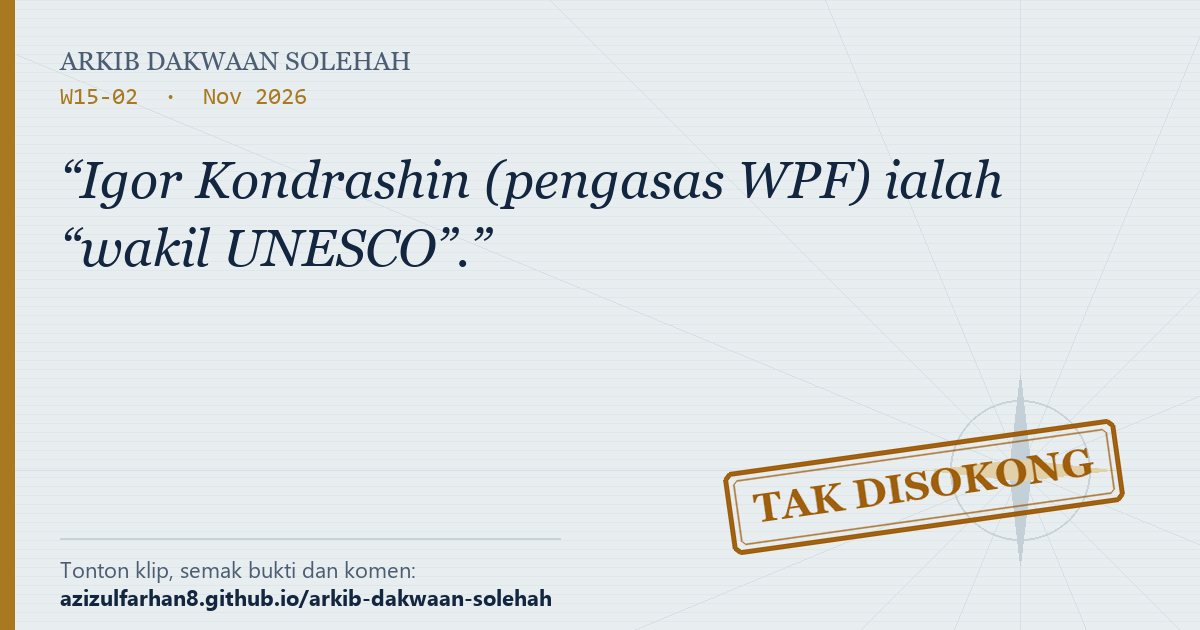 ARKIB DAKWAAN SOLEHAH
W15-02 · Nov 2026
“Igor Kondrashin (pengasas WPF) ialah
“wakil UNESCO”.”
TAK DISOKONG
Tonton klip, semak bukti dan komen:
azizulfarhan8.github.io/arkib-dakwaan-solehah